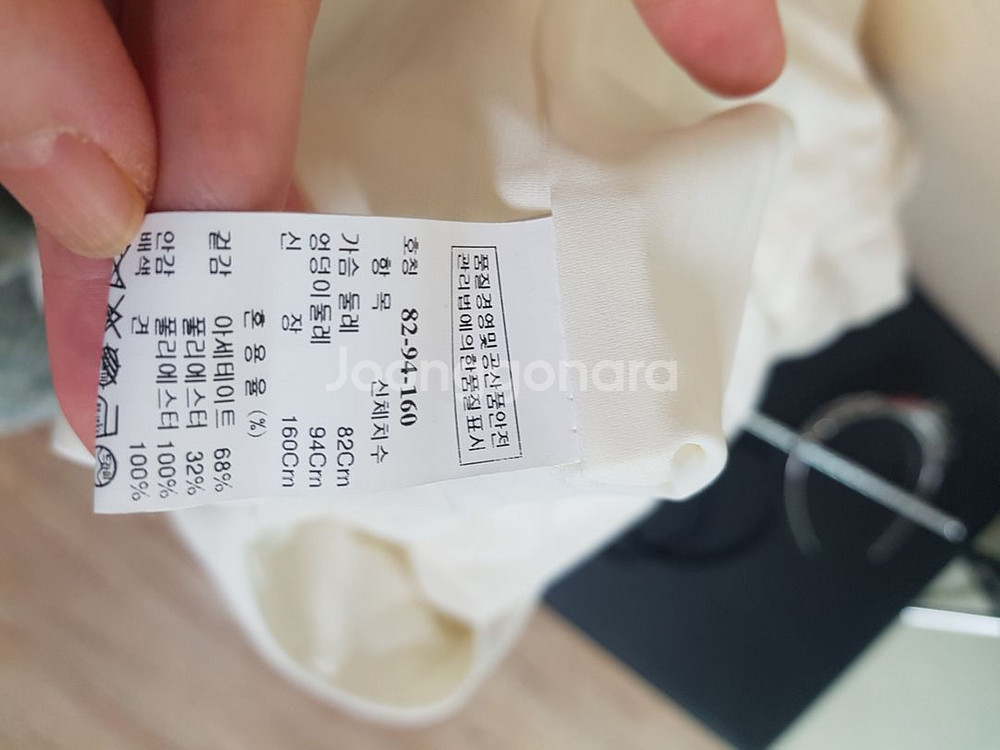 품질경영및공산품안전
관리법에의한품질표시
호칭 82-94-160
항 목 신체치수
가슴 둘레 82Cm
엉덩이둘레 94Cm
신 장 160Cm
혼 용 율 (%)
겉감 아세테이트 68%
폴리에스터 32%
안감 폴리에스터 100%
배색 견 100%
Joonggonara